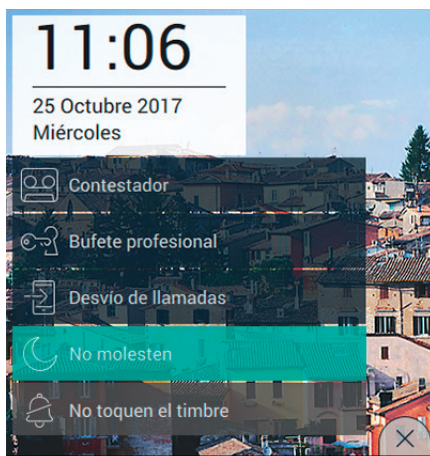 11:06
25 Octubre 2017
Miércoles
Contestador
Bufete profesional
Desvío de llamadas
No molesten
No toquen el timbre